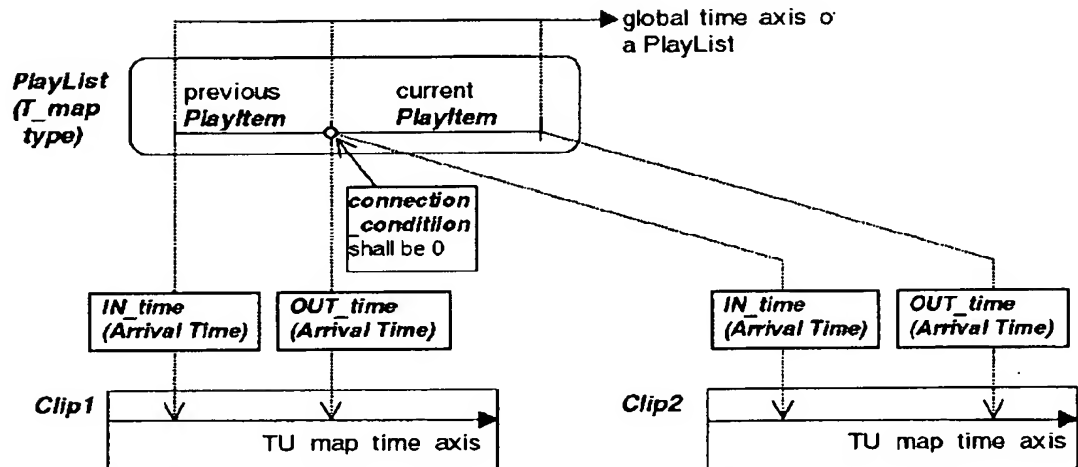 global time axis o
a PlayList
PlayList
(T_map
type)
previous
PlayItem
current
PlayItem
connection
_conditiion
shall be 0
IN_time
(Arrival Time)
OUT_time
(Arrival Time)
IN_time
(Arrival Time)
OUT_time
(Arrival Time)
Clip1
TU map time axis
Clip2
TU map time axis